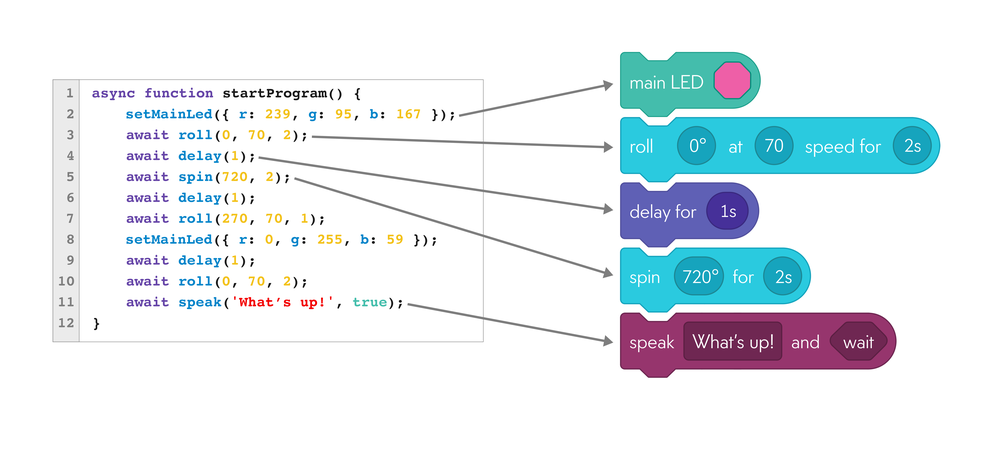 1 async function startProgram() {
2 setMainLed({ r: 239, g: 95, b: 167 });
3 await roll(0, 70, 2);
4 await delay(1);
5 await spin(720, 2);
6 await delay(1);
7 await roll(270, 70, 1);
8 setMainLed({ r: 0, g: 255, b: 59 });
9 await delay(1);
10 await roll(0, 70, 2);
11 await speak('What’s up!', true);
12 }
main LED
roll 0° at 70 speed for 2s
delay for 1s
spin 720° for 2s
speak What's up! and wait